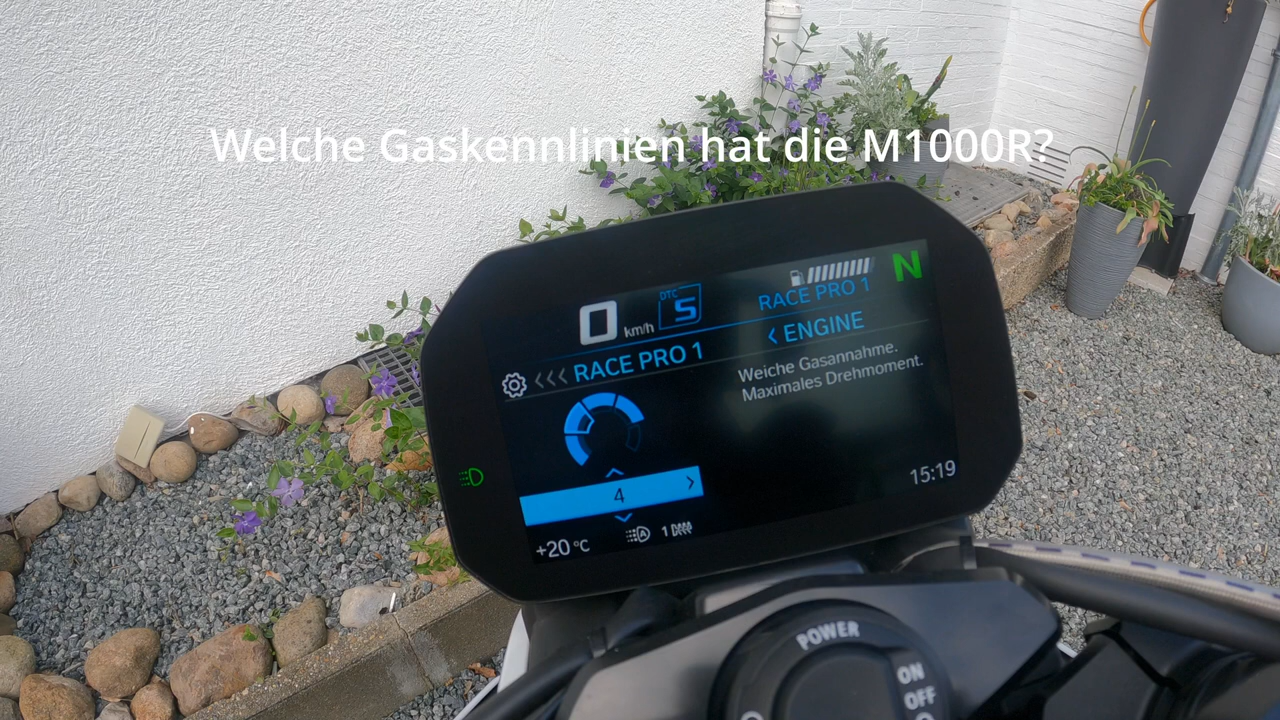 Welche Gaskennlinien hat die M1000R?
0 km/h
DTC
S
RACE PRO 1
N
<<< RACE PRO 1
< ENGINE
Weiche Gasannahme.
Maximales Drehmoment.
4 >
15:19
+20 °C
A
1
POWER
ON
OFF